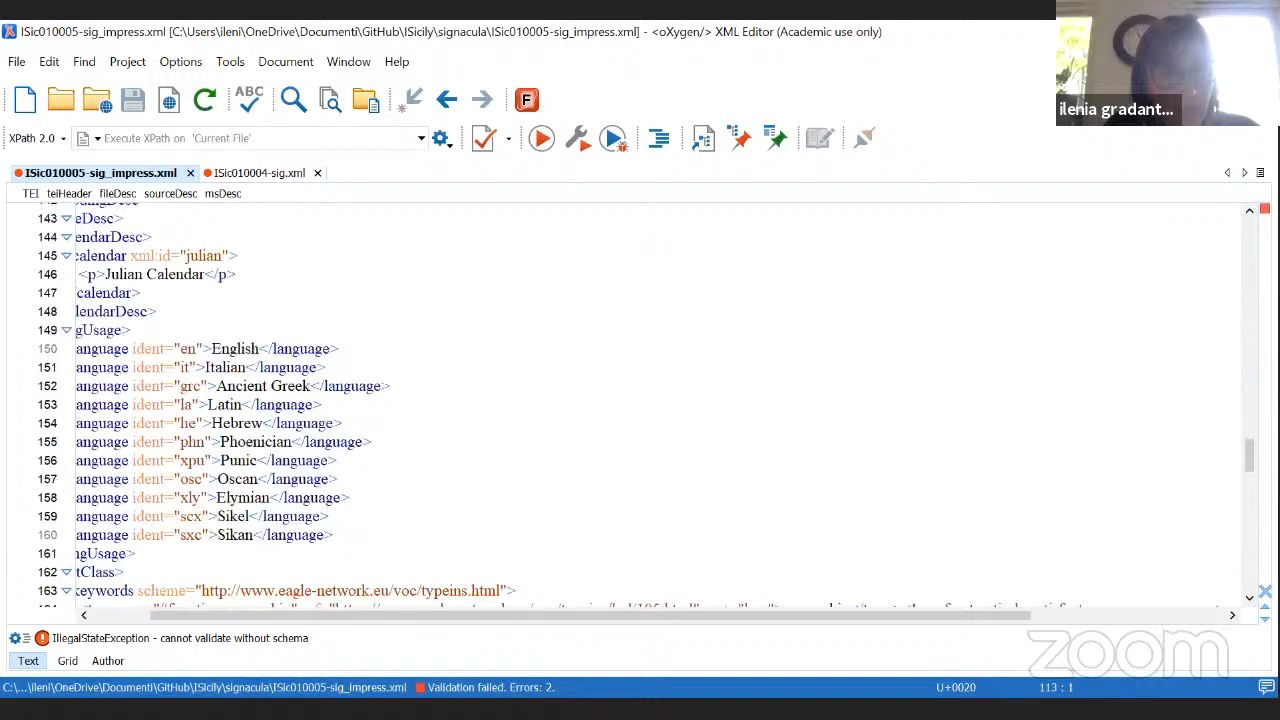 ISic010005-sig_impress.xml [C:\Users\ileni\OneDrive\Documenti\GitHub\ISicily\signacula\ISic010005-sig_impress.xml] - <oXygen/> XML Editor (Academic use only)
File Edit Find Project Options Tools Document Window Help
ABC
F
ilenia gradant...
XPath 2.0 Execute XPath on 'Current File'
ISic010005-sig_impress.xml ISic010004-sig.xml
TEI teiHeader fileDesc sourceDesc msDesc
143 eDesc>
144 endarDesc>
145 calendar xml:id="julian">
146 <p>Julian Calendar</p>
147 calendar>
148 lendarDesc>
149 gUsage>
150 anguage ident="en">English</language>
151 anguage ident="it">Italian</language>
152 anguage ident="grc">Ancient Greek</language>
153 anguage ident="la">Latin</language>
154 anguage ident="he">Hebrew</language>
155 anguage ident="phn">Phoenician</language>
156 anguage ident="xpu">Punic</language>
157 anguage ident="osc">Oscan</language>
158 anguage ident="xly">Elymian</language>
159 anguage ident="scx">Sikel</language>
160 anguage ident="sxc">Sikan</language>
161 ngUsage>
162 tClass>
163 keywords scheme="http://www.eagle-network.eu/voc/typeins.html">
IllegalStateException - cannot validate without schema
zoom
Text Grid Author
C:\...\ileni\OneDrive\Documenti\GitHub\ISicily\signacula\ISic010005-sig_impress.xml Validation failed. Errors: 2. U+0020 113 : 1